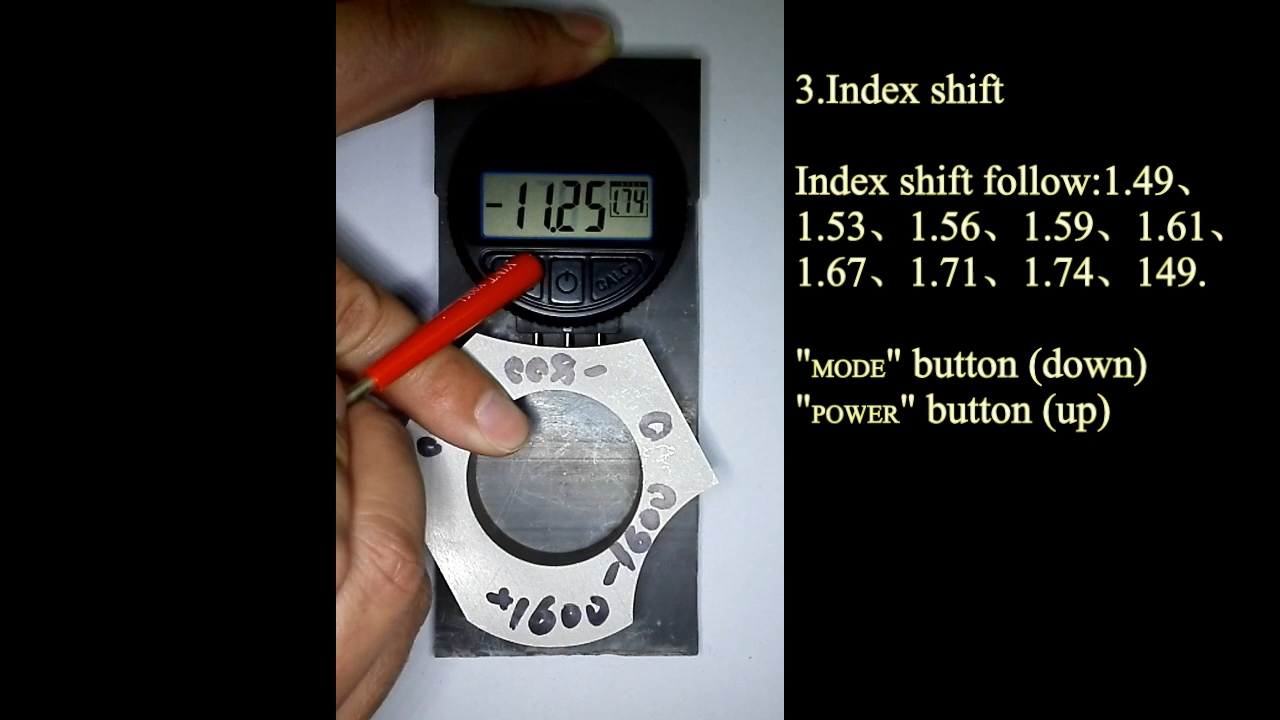 3.Index shift
Index shift follow:1.49、
1.53、1.56、1.59、1.61、
1.67、1.71、1.74、149.
"MODE" button (down)
"POWER" button (up)
-11.25
1.74
CALC
-800
0
-1600
+1600